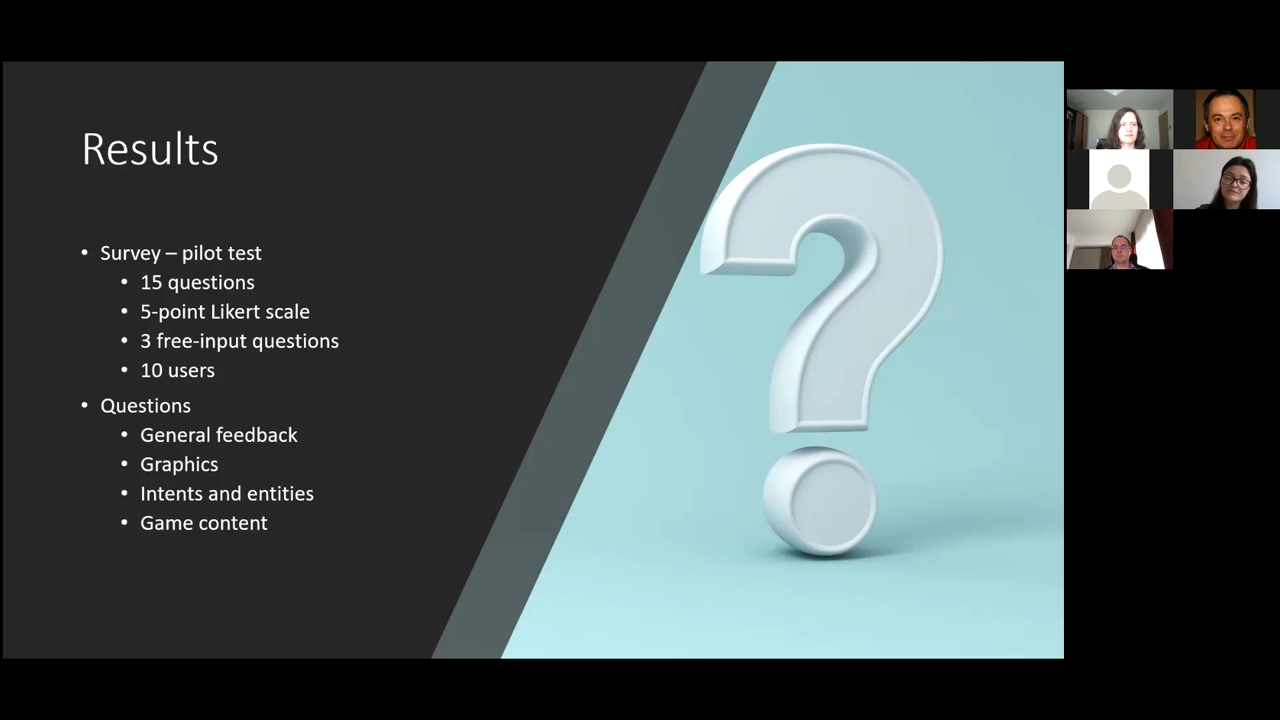 Results
• Survey – pilot test
• 15 questions
• 5-point Likert scale
• 3 free-input questions
• 10 users
• Questions
• General feedback
• Graphics
• Intents and entities
• Game content